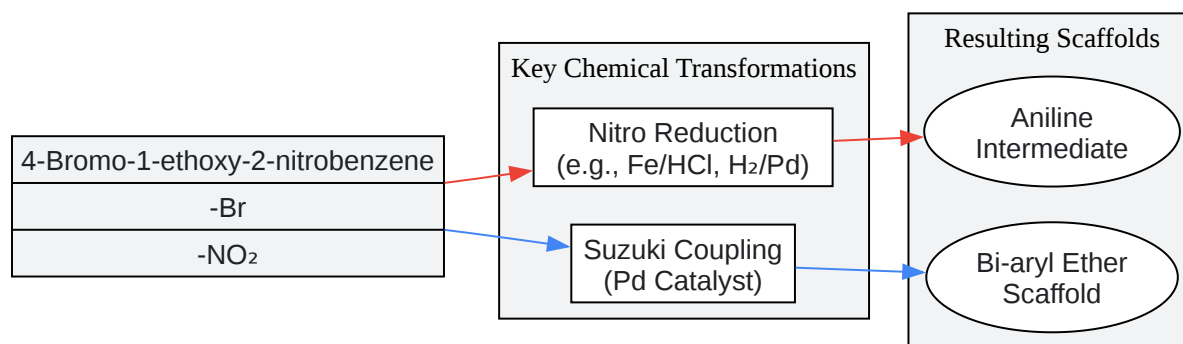 4-Bromo-1-ethoxy-2-nitrobenzene
-Br
-NO₂
Key Chemical Transformations
Nitro Reduction
(e.g., Fe/HCl, H₂/Pd)
Suzuki Coupling
(Pd Catalyst)
Resulting Scaffolds
Aniline
Intermediate
Bi-aryl Ether
Scaffold